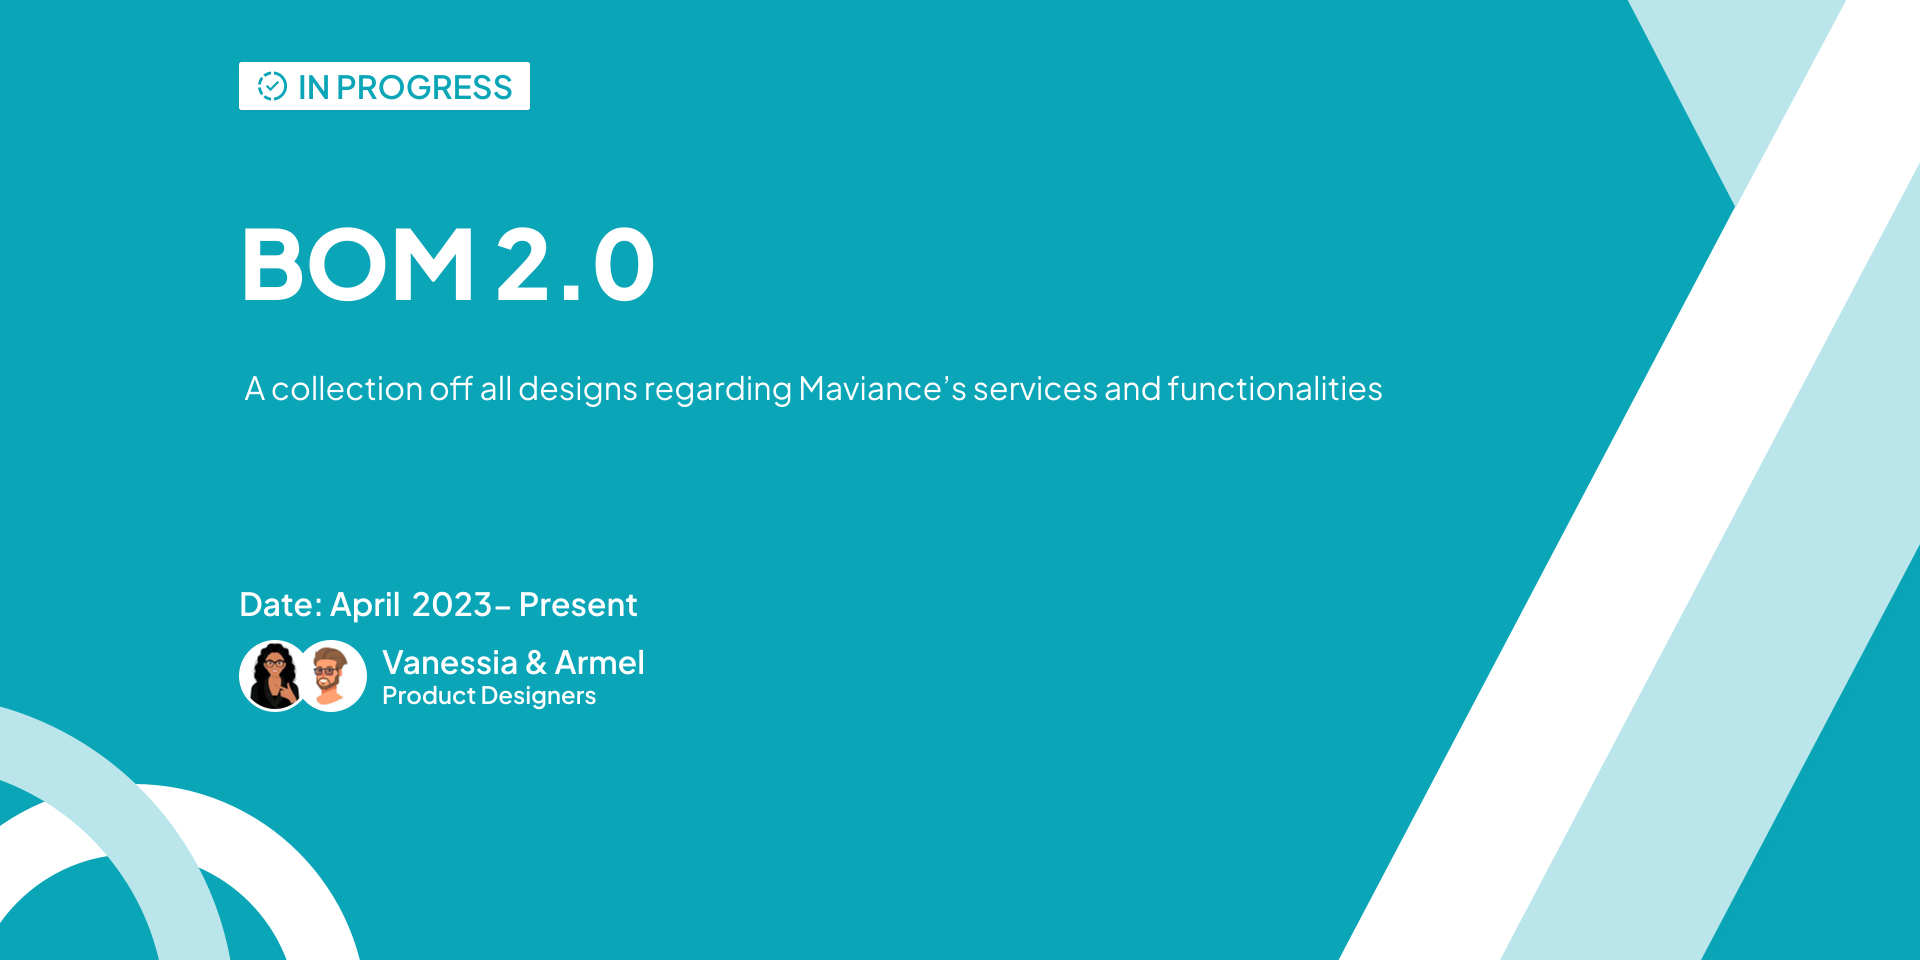 IN PROGRESS
BOM 2.0
A collection off all designs regarding Maviance’s services and functionalities
Date: April 2023– Present
Vanessia & Armel
Product Designers